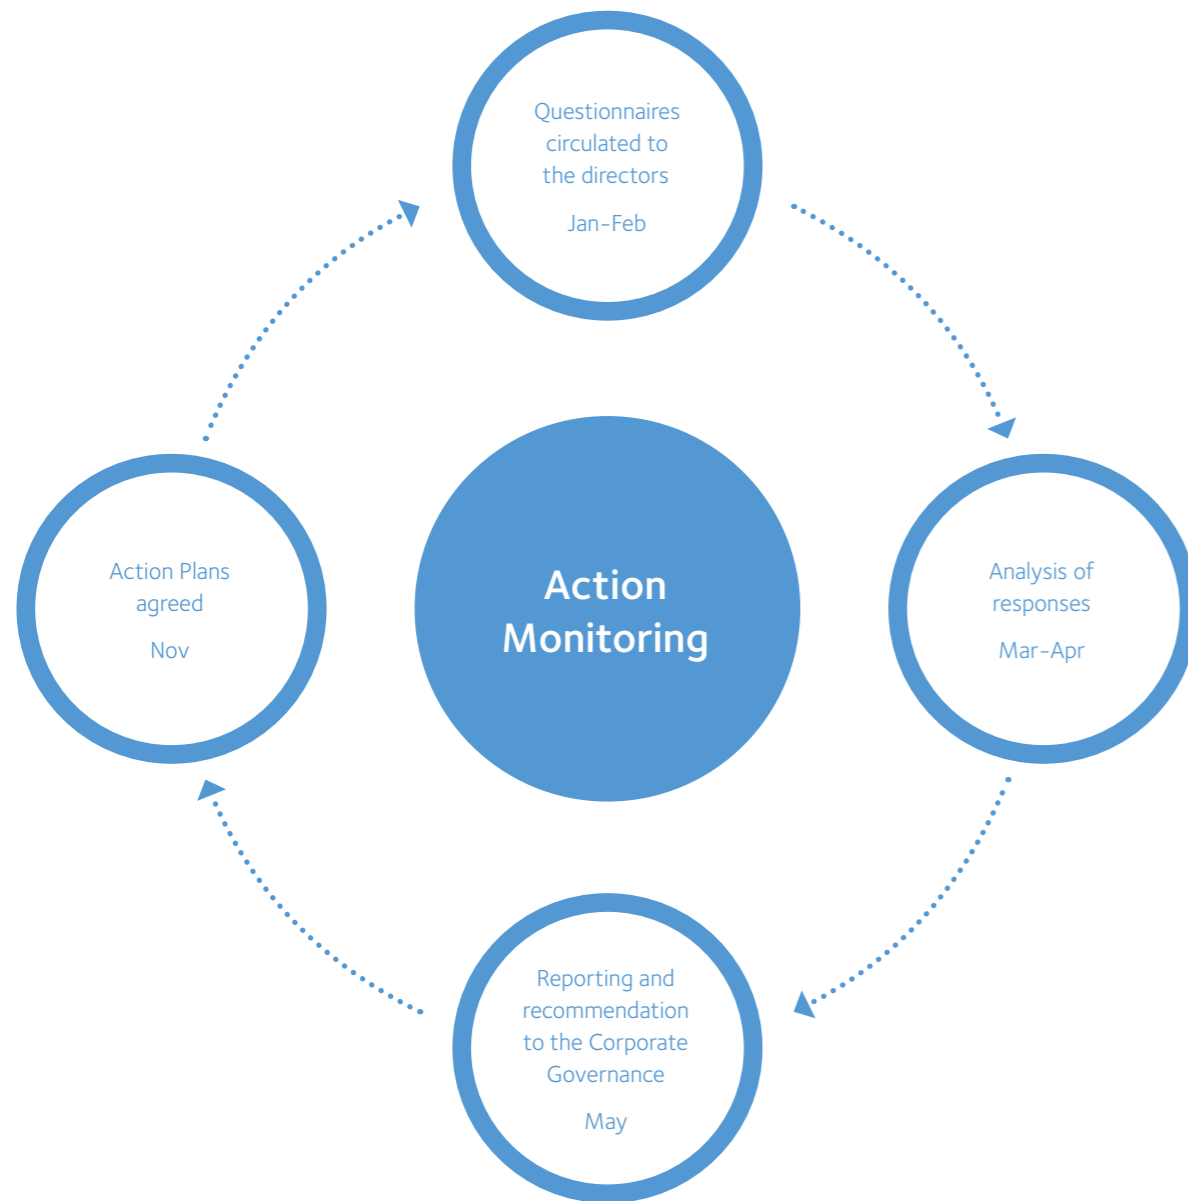 Questionnaires
circulated to
the directors
Jan-Feb
Action Plans
agreed
Nov
Action
Monitoring
Analysis of
responses
Mar-Apr
Reporting and
recommendation
to the Corporate
Governance
May